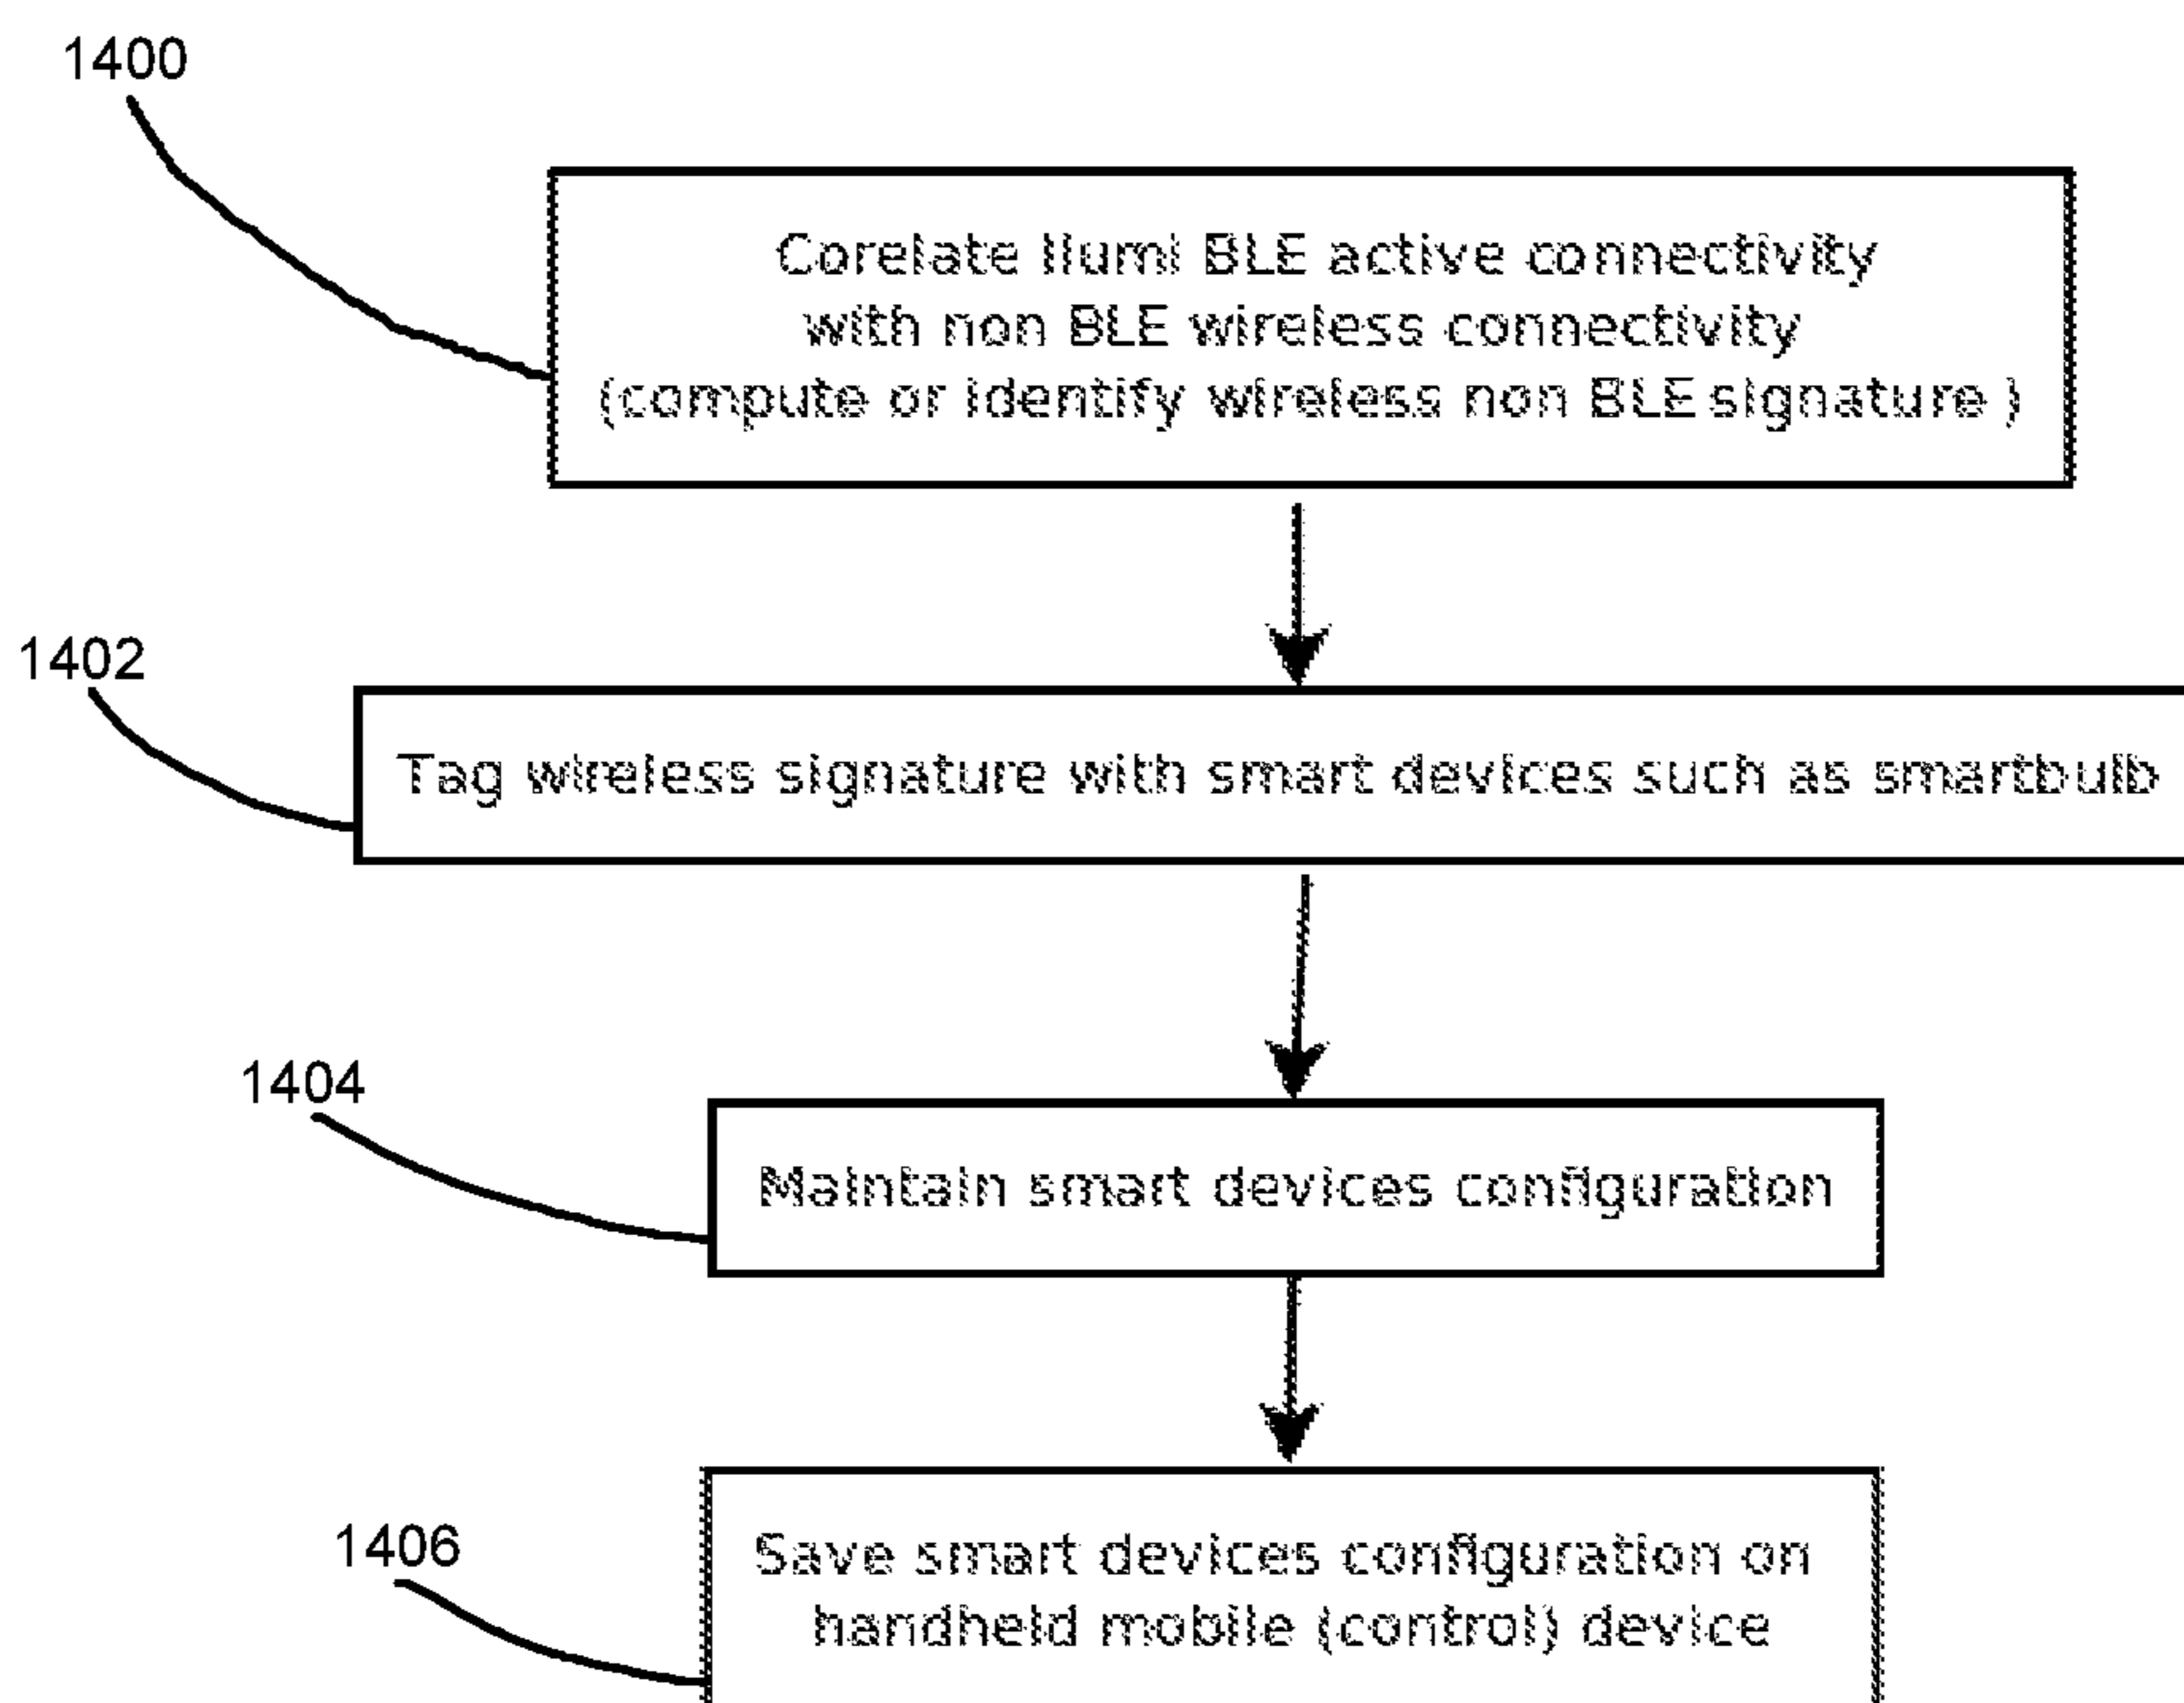 1400
Corelate Ilumi BLE active connectivity
with non BLE wireless connectivity
(compute or identify wireless non BLE signature )
1402
Tag wireless signature with smart devices such as smartbulb
1404
Maintain smart devices configuration
1406
Save smart devices configuration on
handheld mobile (control) device